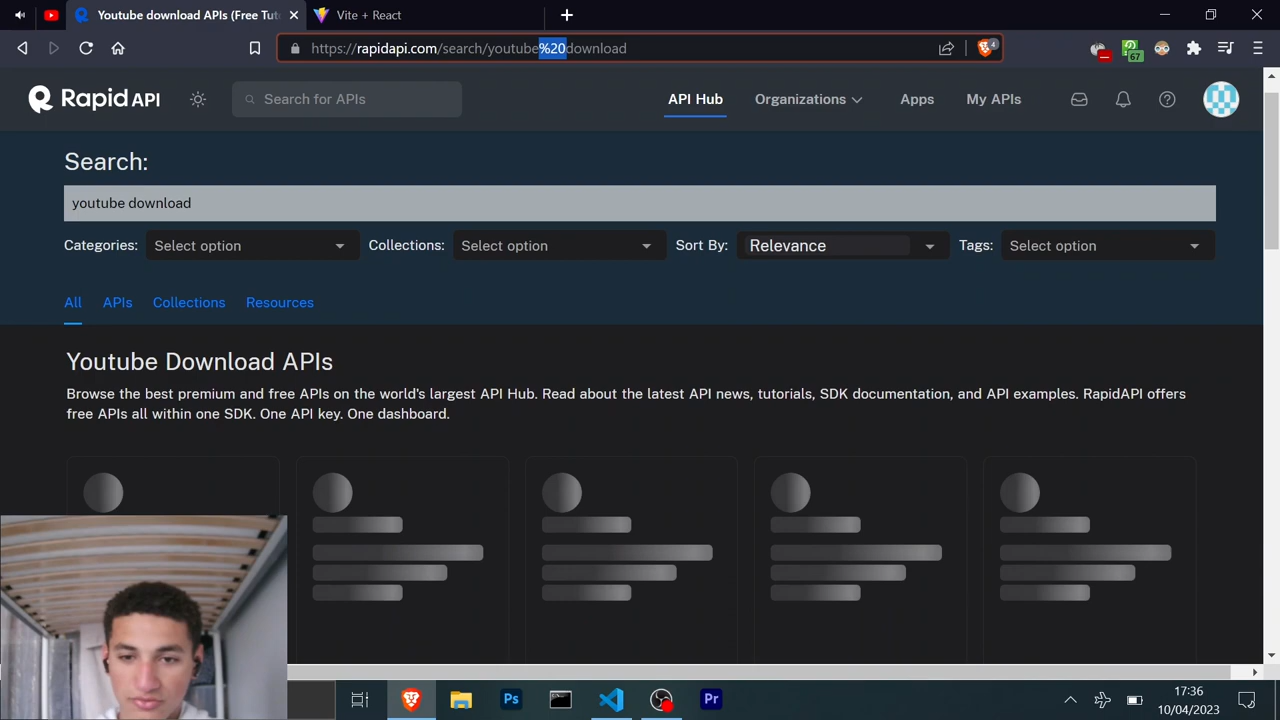 Youtube download APIs (Free Tut
Vite + React
https://rapidapi.com/search/youtube%20download
4
67
Rapid API
Search for APIs
API Hub
Organizations
Apps
My APIs
Search:
youtube download
Categories:
Select option
Collections:
Select option
Sort By:
Relevance
Tags:
Select option
All
APIs
Collections
Resources
Youtube Download APIs
Browse the best premium and free APIs on the world's largest API Hub. Read about the latest API news, tutorials, SDK documentation, and API examples. RapidAPI offers
free APIs all within one SDK. One API key. One dashboard.
Ps
Pr
17:36
10/04/2023